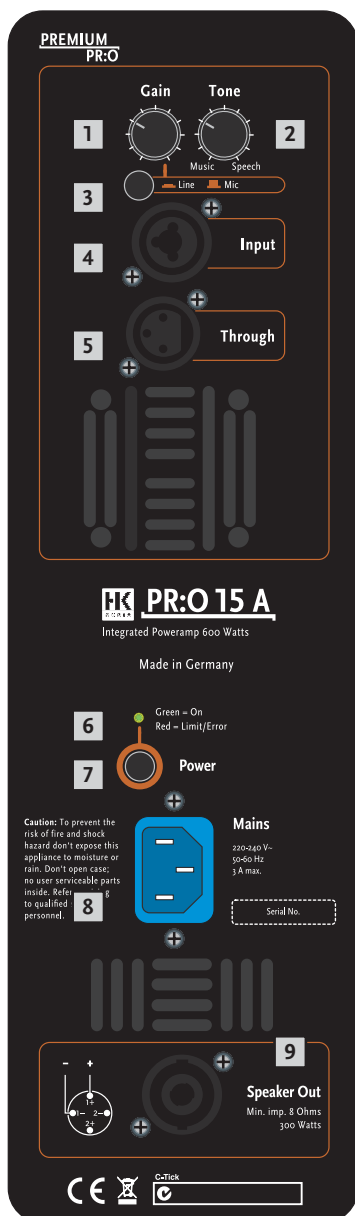 PREMIUM
PR:O
Gain Tone
1
2
Music Speech
3
Line Mic
4
Input
5
Through
HK
AUDIO
PR:O 15 A
Integrated Poweramp 600 Watts
Made in Germany
6
Green = On
Red = Limit/Error
7
Power
Caution: To prevent the
risk of fire and shock
hazard don't expose this
appliance to moisture or
rain. Don't open case;
no user serviceable parts
inside. Refer
to qualified
personnel.
8
Mains
220-240 V~
50-60 Hz
3 A max.
Serial No.
9
- +
1+
1- 2-
2+
Speaker Out
Min. imp. 8 Ohms
300 Watts
CE
C-Tick